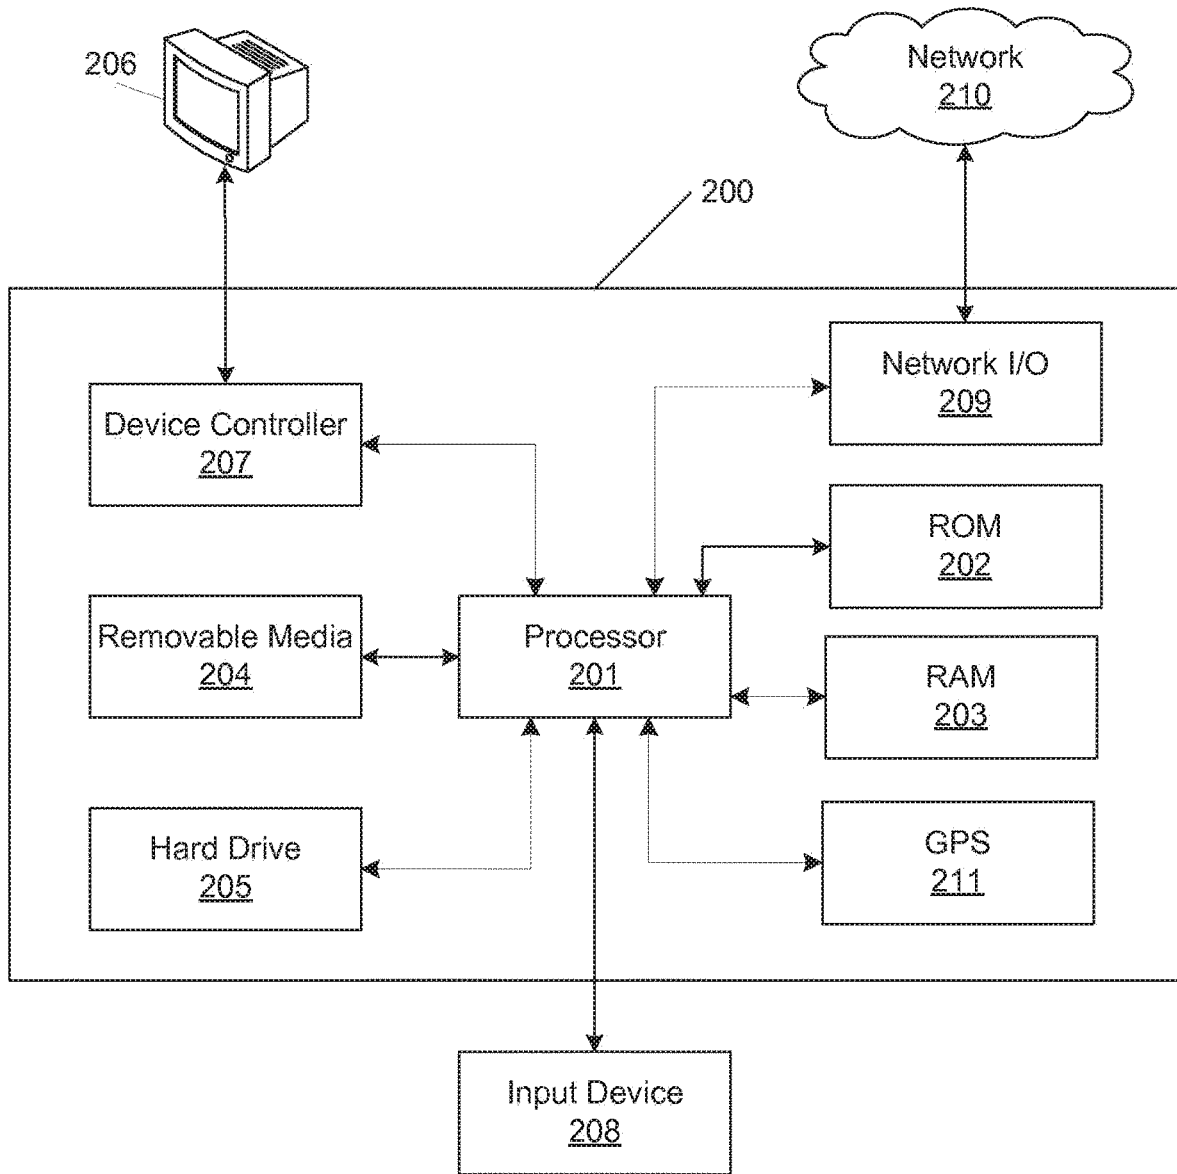 206
Network
210
200
Network I/O
209
Device Controller
207
ROM
202
Removable Media
204
Processor
201
RAM
203
Hard Drive
205
GPS
211
Input Device
208